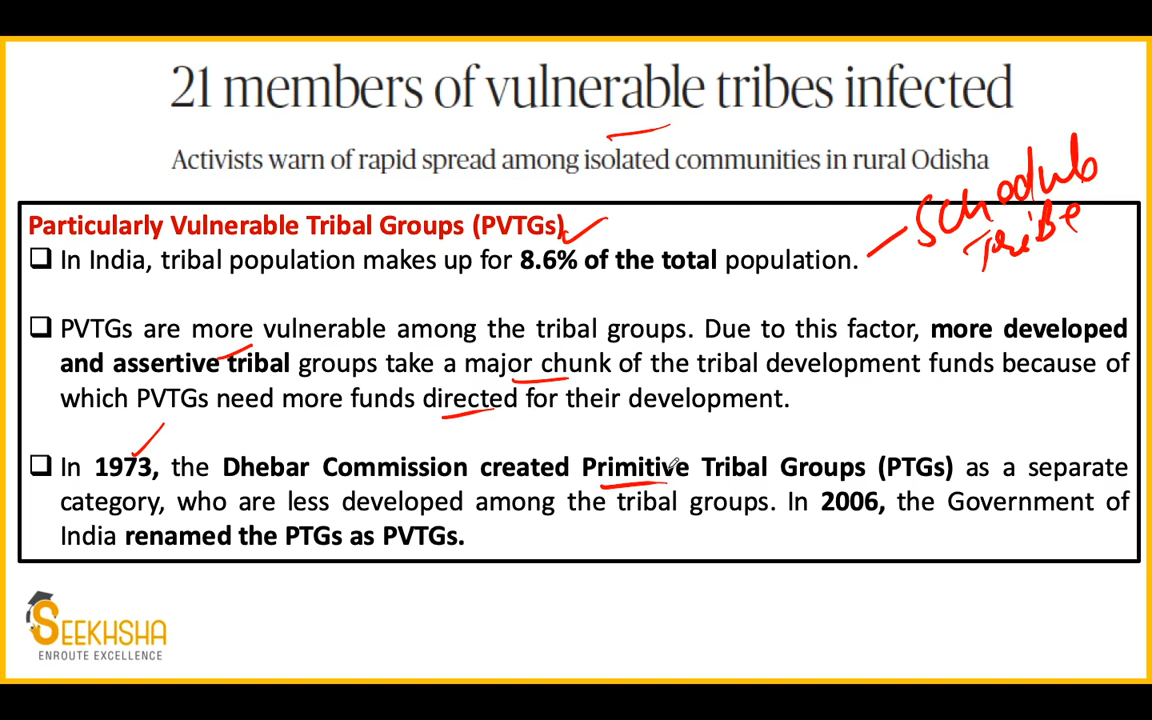 21 members of vulnerable tribes infected
Activists warn of rapid spread among isolated communities in rural Odisha
Particularly Vulnerable Tribal Groups (PVTGs)
Schedule
Tribe
❑ In India, tribal population makes up for 8.6% of the total population.
❑ PVTGs are more vulnerable among the tribal groups. Due to this factor, more developed
and assertive tribal groups take a major chunk of the tribal development funds because of
which PVTGs need more funds directed for their development.
❑ In 1973, the Dhebar Commission created Primitive Tribal Groups (PTGs) as a separate
category, who are less developed among the tribal groups. In 2006, the Government of
India renamed the PTGs as PVTGs.
SEEKHSHA
ENROUTE EXCELLENCE